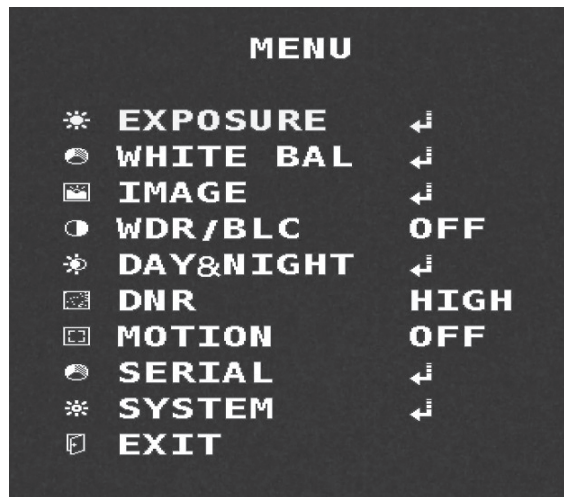 MENU
EXPOSURE ↲
WHITE BAL ↲
IMAGE ↲
WDR/BLC OFF
DAY&NIGHT ↲
DNR HIGH
MOTION OFF
SERIAL ↲
SYSTEM ↲
EXIT